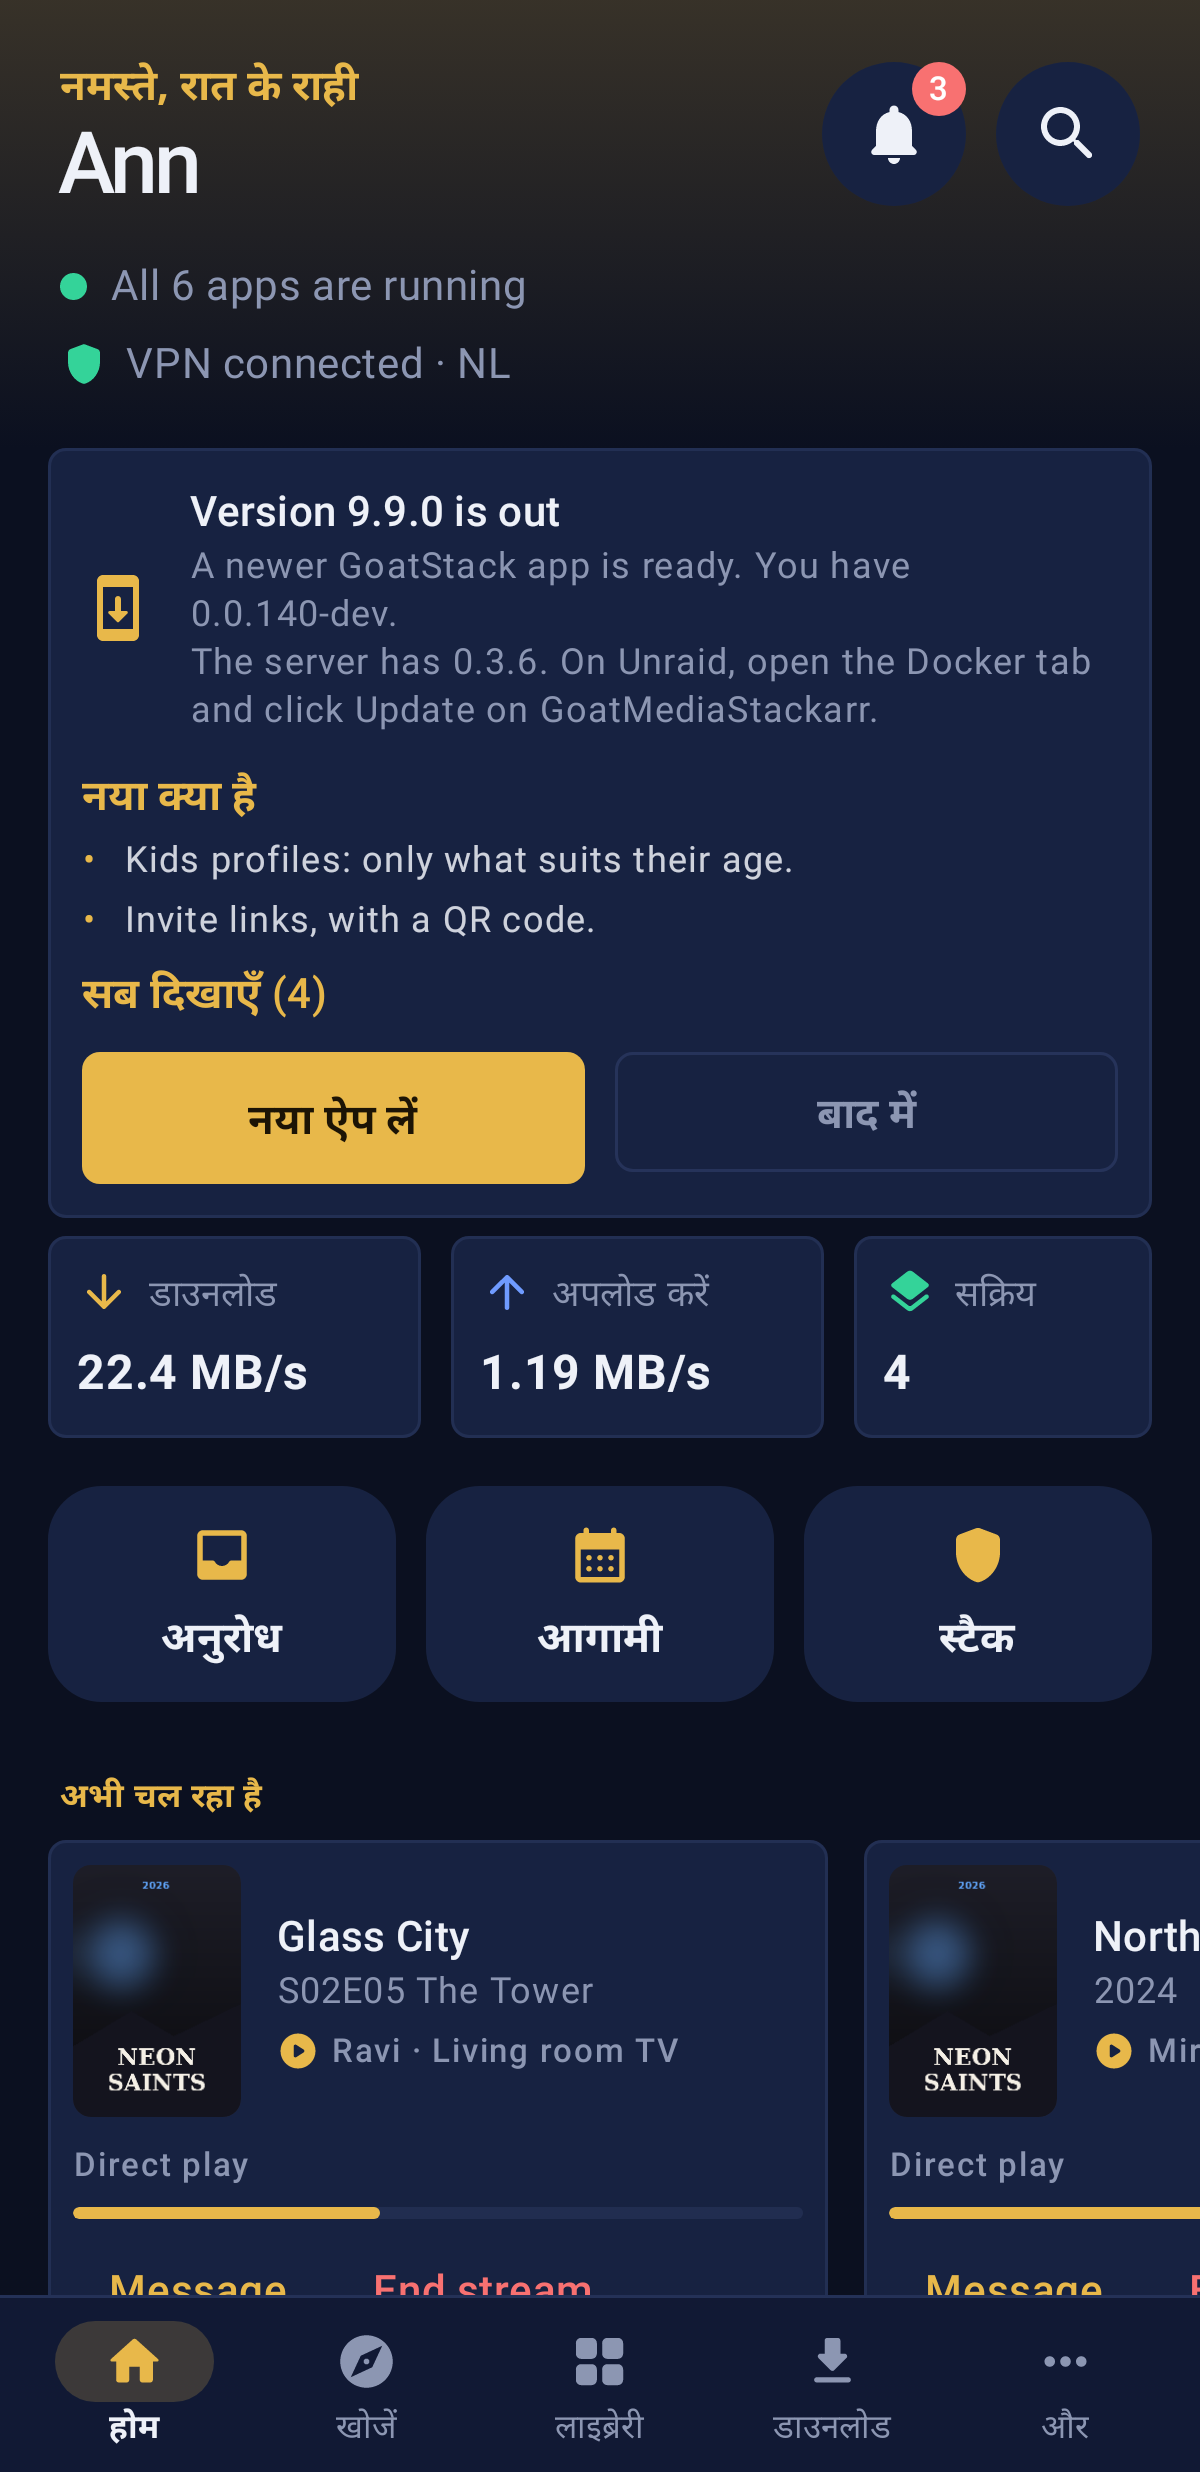 नमस्ते, रात के राही
Ann
3
All 6 apps are running
VPN connected · NL
Version 9.9.0 is out
A newer GoatStack app is ready. You have
0.0.140-dev.
The server has 0.3.6. On Unraid, open the Docker tab
and click Update on GoatMediaStackarr.
नया क्या है
• Kids profiles: only what suits their age.
• Invite links, with a QR code.
सब दिखाएँ (4)
नया ऐप लें
बाद में
डाउनलोड
22.4 MB/s
अपलोड करें
1.19 MB/s
सक्रिय
4
अनुरोध
आगामी
स्टैक
अभी चल रहा है
2026
NEON
SAINTS
Glass City
S02E05 The Tower
Ravi · Living room TV
Direct play
Message
End stream
2026
NEON
SAINTS
North
2024
Mir
Direct play
Message
होम
खोजें
लाइब्रेरी
डाउनलोड
और